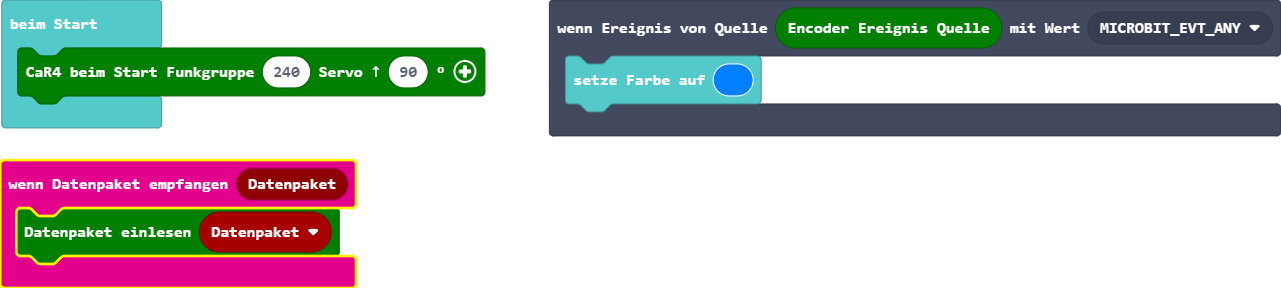 beim Start
CaR4 beim Start Funkgruppe 240 Servo ↑ 90 °
wenn Ereignis von Quelle Encoder Ereignis Quelle mit Wert MICROBIT_EVT_ANY
setze Farbe auf
wenn Datenpaket empfangen Datenpaket
Datenpaket einlesen Datenpaket